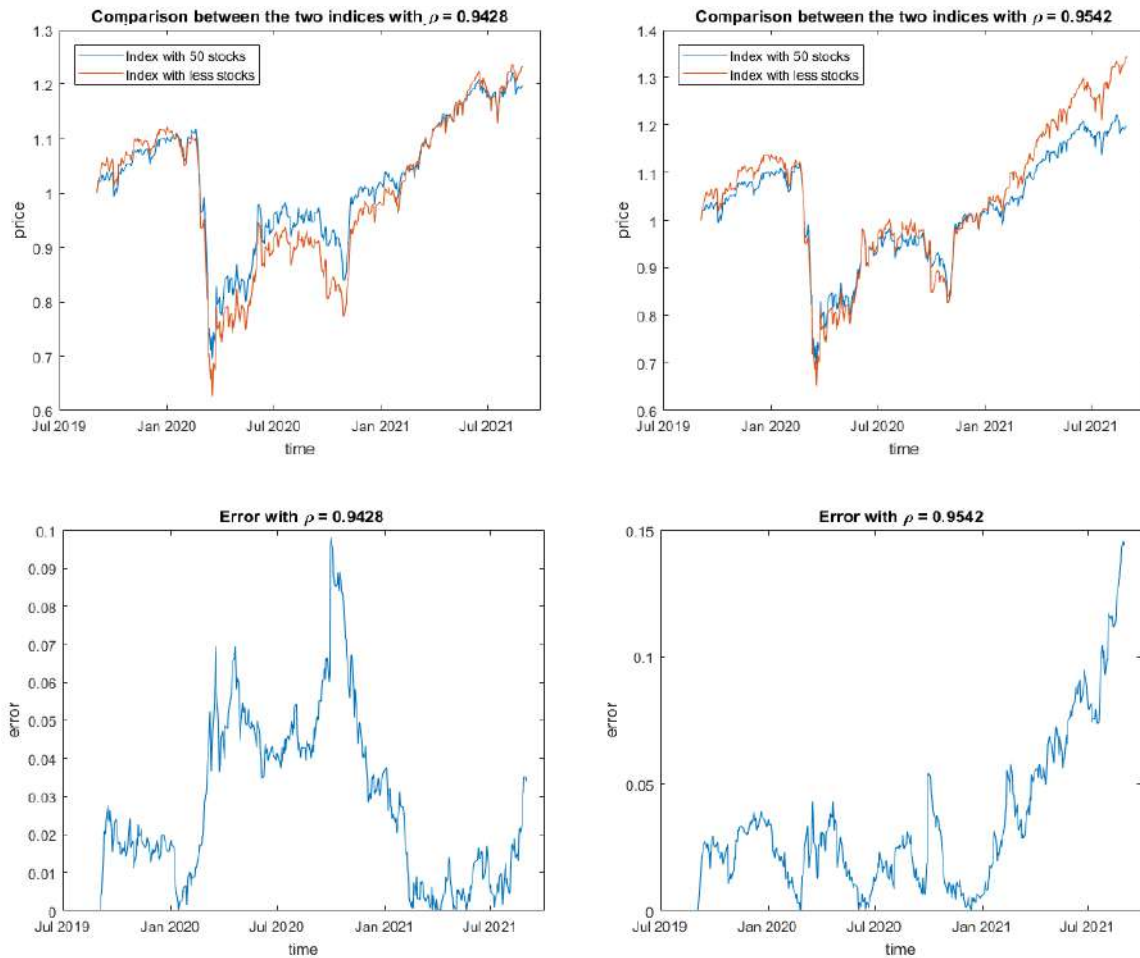 Comparison between the two indices with ρ = 0.9428
1.3
1.2
1.1
1
0.9
0.8
0.7
0.6
price
Index with 50 stocks
Index with less stocks
Jul 2019 Jan 2020 Jul 2020 Jan 2021 Jul 2021
time
Comparison between the two indices with ρ = 0.9542
1.4
1.3
1.2
1.1
1
0.9
0.8
0.7
0.6
price
Index with 50 stocks
Index with less stocks
Jul 2019 Jan 2020 Jul 2020 Jan 2021 Jul 2021
time
Error with ρ = 0.9428
0.1
0.09
0.08
0.07
0.06
0.05
0.04
0.03
0.02
0.01
0
error
Jul 2019 Jan 2020 Jul 2020 Jan 2021 Jul 2021
time
Error with ρ = 0.9542
0.15
0.1
0.05
0
error
Jul 2019 Jan 2020 Jul 2020 Jan 2021 Jul 2021
time